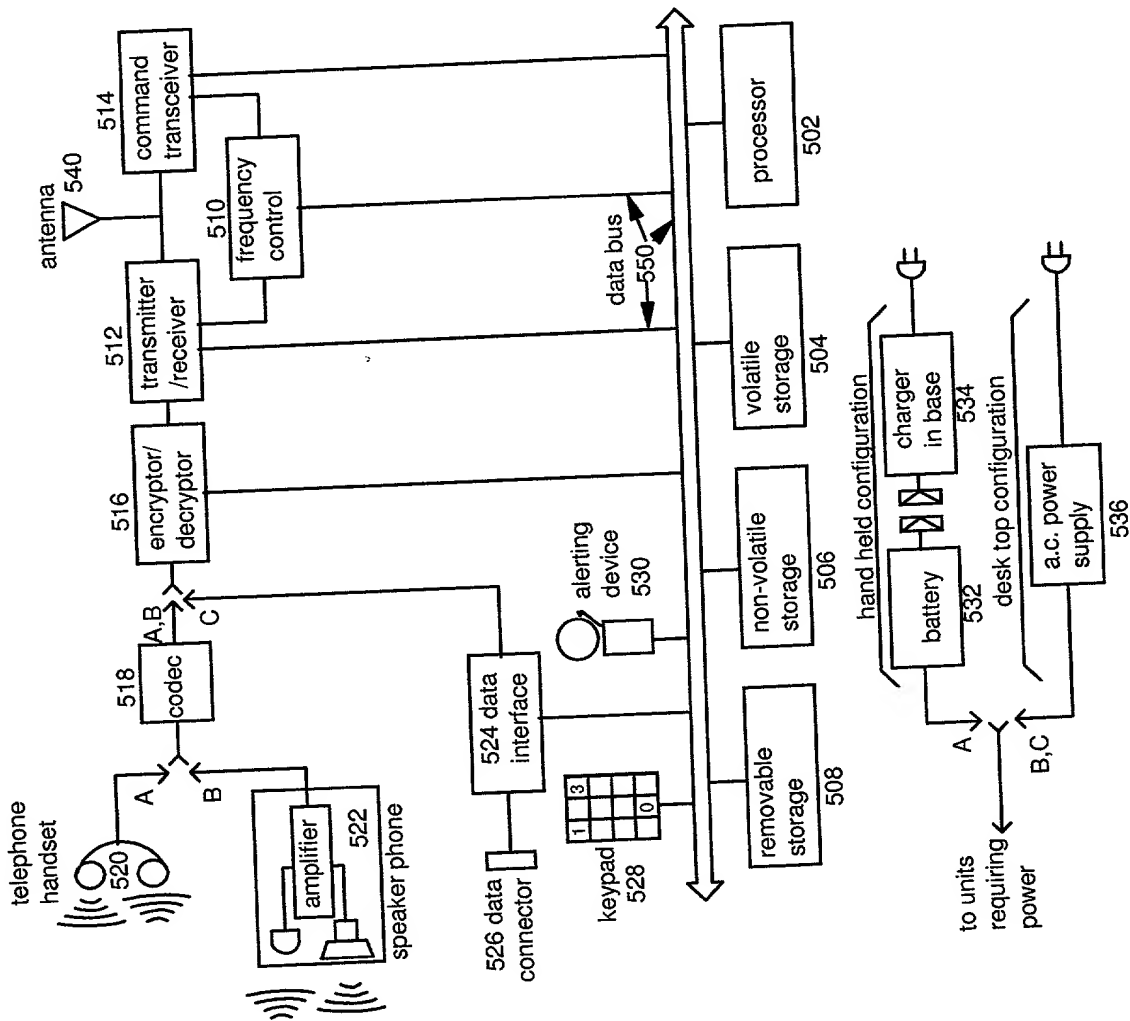 telephone
handset
520
A
B
amplifier
522
speaker phone
518
codec
A,B
C
516
encryptor/
decryptor
512
transmitter
/receiver
antenna
540
510
frequency
control
514
command
transceiver
526 data
connector
524 data
interface
alerting
device
530
keypad
528
1
3
0
data bus
550
removable
storage
508
non-volatile
storage
506
volatile
storage
504
processor
502
to units
requiring
power
A
B,C
hand held configuration
battery
532
charger
in base
534
desk top configuration
a.c. power
supply
536